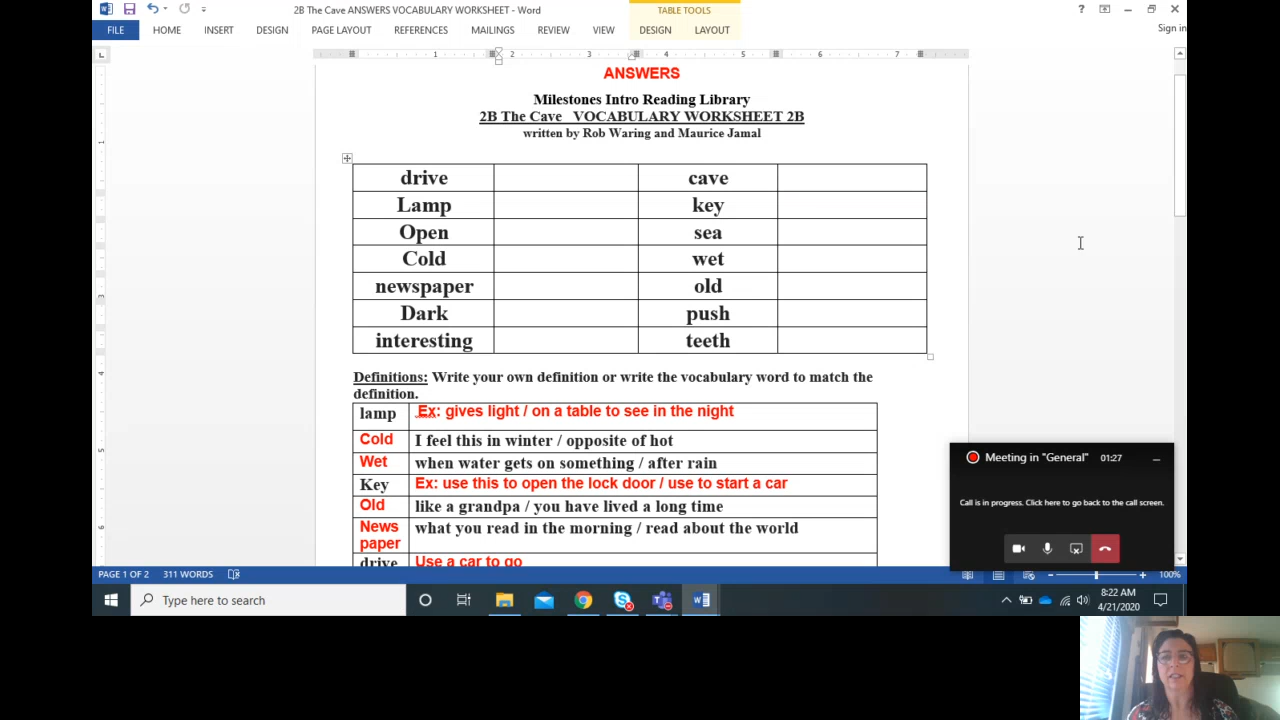 2B The Cave ANSWERS VOCABULARY WORKSHEET - Word
TABLE TOOLS
?
FILE HOME INSERT DESIGN PAGE LAYOUT REFERENCES MAILINGS REVIEW VIEW DESIGN LAYOUT
Sign in
1 2 3 4 5 6 7
ANSWERS
Milestones Intro Reading Library
2B The Cave VOCABULARY WORKSHEET 2B
written by Rob Waring and Maurice Jamal
drive cave
Lamp key
Open sea
Cold wet
newspaper old
Dark push
interesting teeth
Definitions: Write your own definition or write the vocabulary word to match the
definition.
lamp Ex: gives light / on a table to see in the night
Cold I feel this in winter / opposite of hot
Wet when water gets on something / after rain
Key Ex: use this to open the lock door / use to start a car
Old like a grandpa / you have lived a long time
News what you read in the morning / read about the world
paper
drive Use a car to go
Meeting in "General" 01:27
Call is in progress. Click here to go back to the call screen.
PAGE 1 OF 2 311 WORDS
100%
Type here to search
8:22 AM
4/21/2020